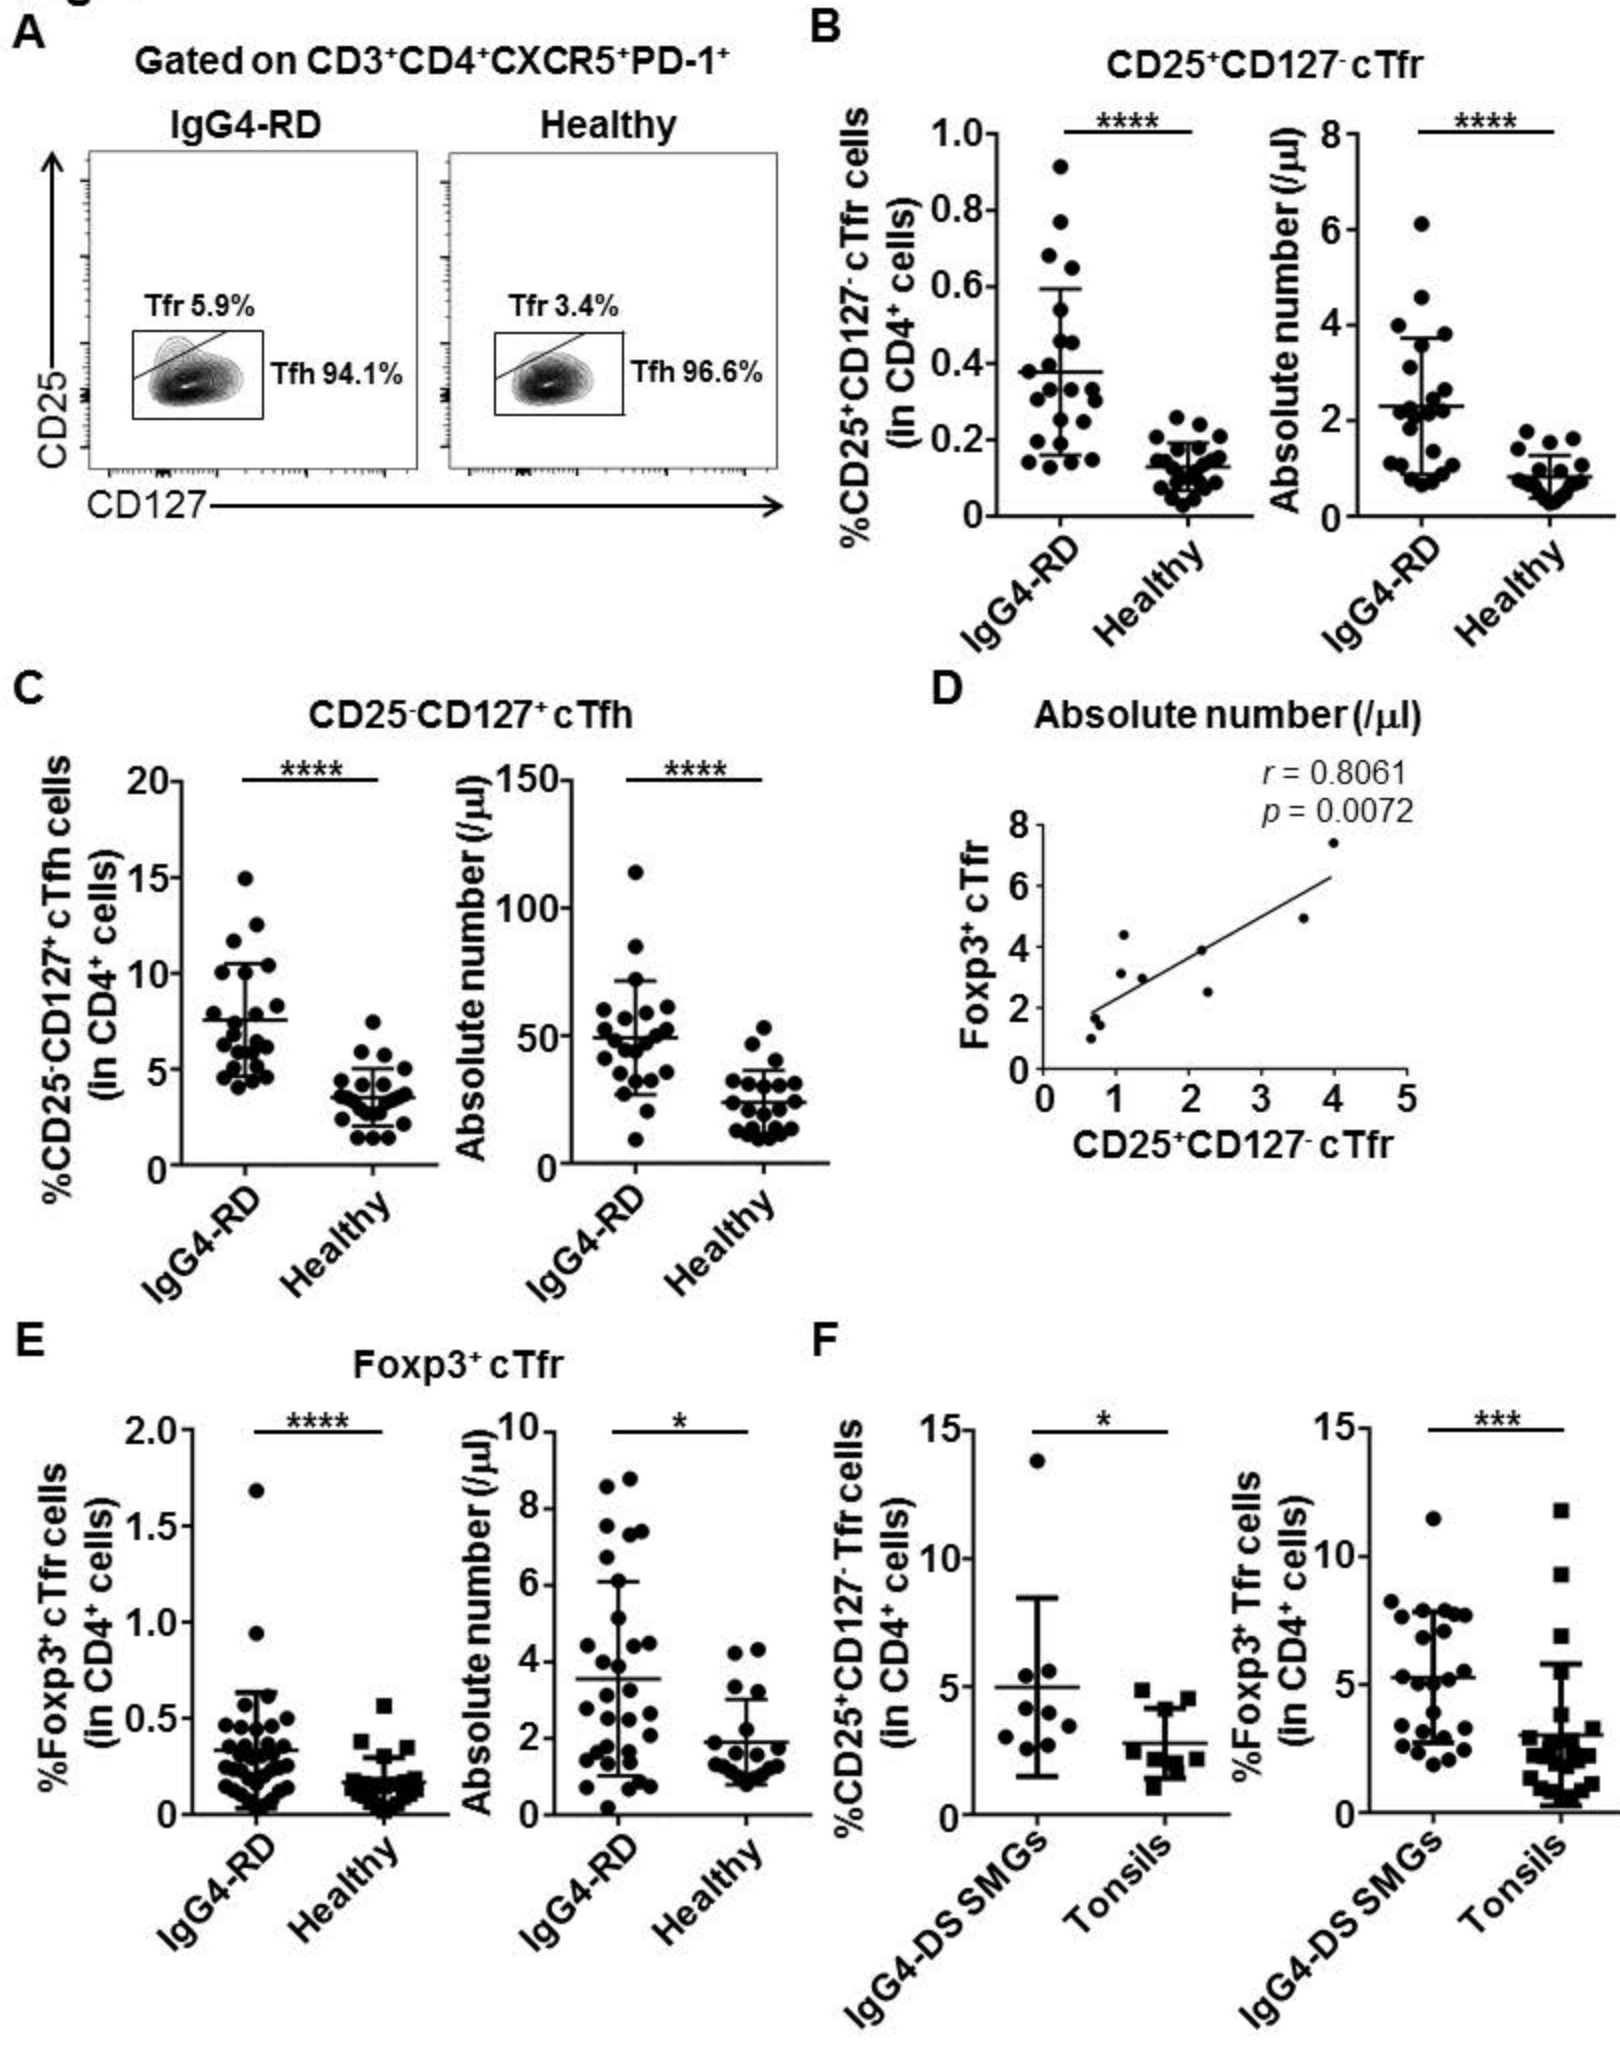 A
Gated on CD3⁺CD4⁺CXCR5⁺PD-1⁺
IgG4-RD
Healthy
Tfr 5.9%
Tfh 94.1%
Tfr 3.4%
Tfh 96.6%
CD25
CD127
B
CD25⁺CD127⁻ cTfr
%CD25⁺CD127⁻ cTfr cells
(in CD4⁺ cells)
1.0
0.8
0.6
0.4
0.2
0
****
IgG4-RD
Healthy
Absolute number (/µl)
8
6
4
2
0
****
IgG4-RD
Healthy
C
CD25⁻CD127⁺ cTfh
%CD25⁻CD127⁺ cTfh cells
(in CD4⁺ cells)
20
15
10
5
0
****
IgG4-RD
Healthy
Absolute number (/µl)
150
100
50
0
****
IgG4-RD
Healthy
D
Absolute number (/µl)
r = 0.8061
p = 0.0072
Foxp3⁺ cTfr
8
6
4
2
0
0 1 2 3 4 5
CD25⁺CD127⁻ cTfr
E
Foxp3⁺ cTfr
%Foxp3⁺ cTfr cells
(in CD4⁺ cells)
2.0
1.5
1.0
0.5
0
****
IgG4-RD
Healthy
Absolute number (/µl)
10
8
6
4
2
0
*
IgG4-RD
Healthy
F
%CD25⁺CD127⁻ Tfr cells
(in CD4⁺ cells)
15
10
5
0
*
IgG4-DS SMGs
Tonsils
%Foxp3⁺ Tfr cells
(in CD4⁺ cells)
15
10
5
0
***
IgG4-DS SMGs
Tonsils